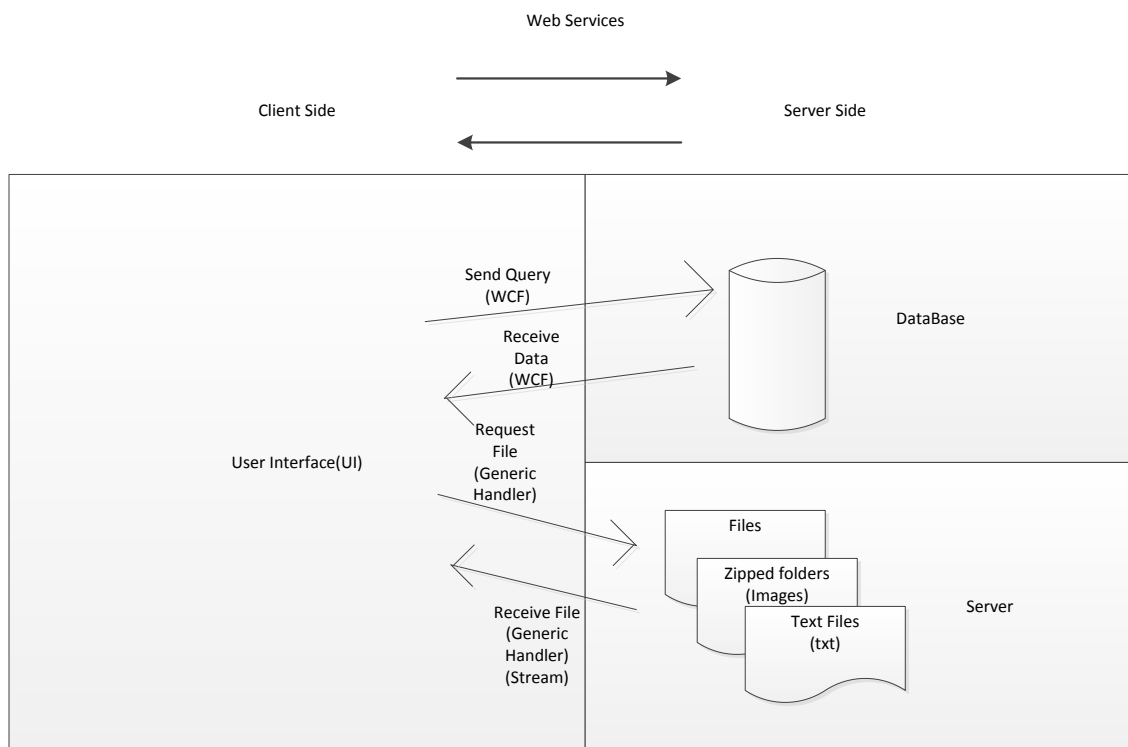 Web Services
Client Side
Server Side
Send Query
(WCF)
DataBase
Receive
Data
(WCF)
Request
File
(Generic
Handler)
User Interface(UI)
Files
Zipped folders
(Images)
Text Files
(txt)
Server
Receive File
(Generic
Handler)
(Stream)